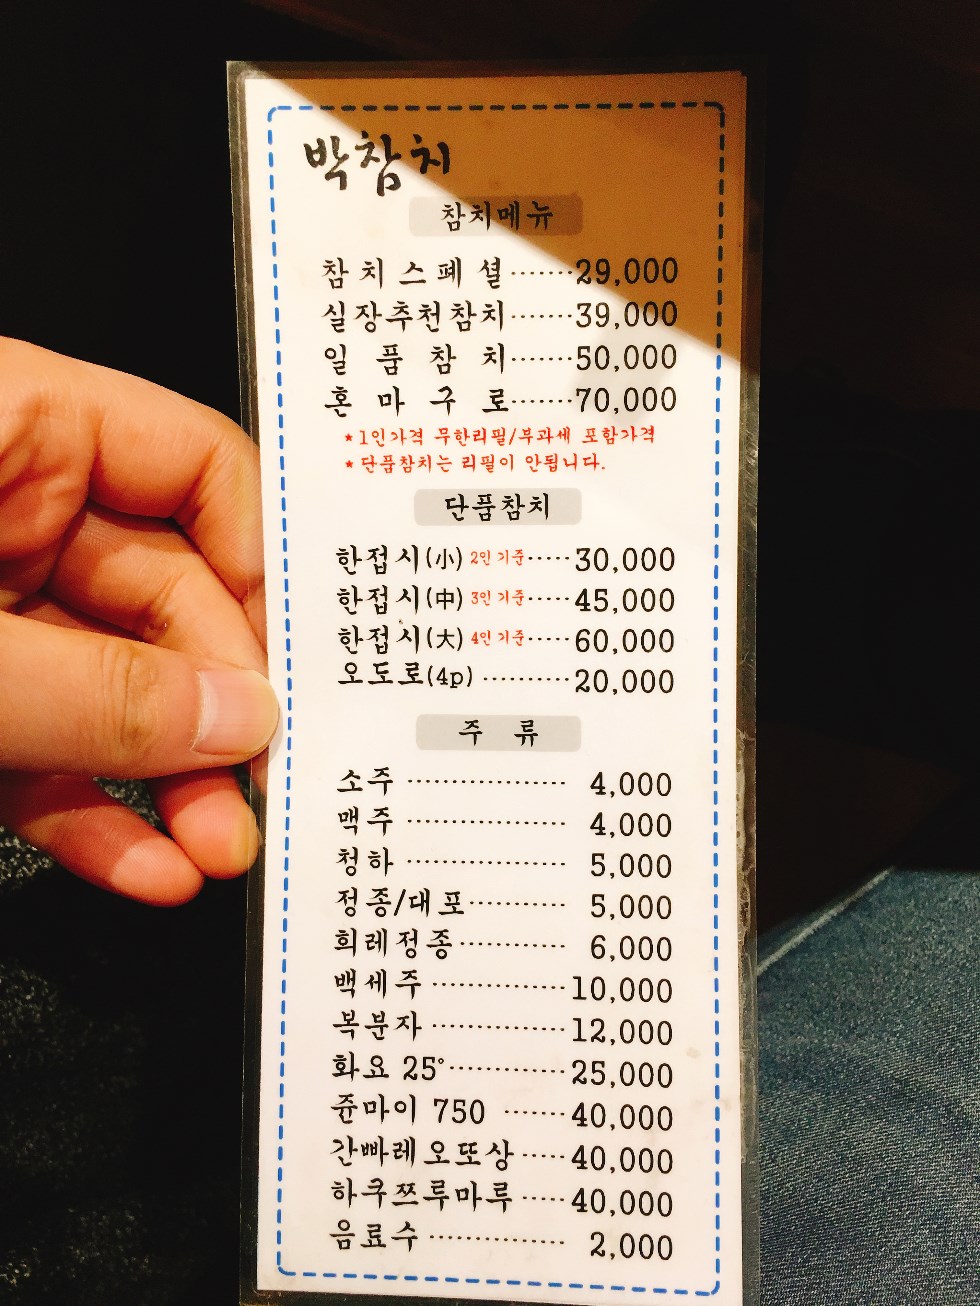 박참치
참치메뉴
참치스페셜·······29,000
실장추천참치·······39,000
일품참치·······50,000
혼마구로·······70,000
*1인가격 무한리필/부과세 포함가격
*단품참치는 리필이 안됩니다.
단품참치
한접시(小) 2인 기준·····30,000
한접시(中) 3인 기준·····45,000
한접시(大) 4인 기준·····60,000
오도로(4p) ··········20,000
주 류
소주 ·················· 4,000
맥주 ················· 4,000
청하 ·················· 5,000
정종/대포··········· 5,000
희레정종············ 6,000
백세주 ···············10,000
복분자 ···············12,000
화요 25°·············25,000
쥰마이 750 ·······40,000
간빠레 오또상 ·····40,000
하쿠쯔루마루 ·····40,000
음료수 ··············· 2,000